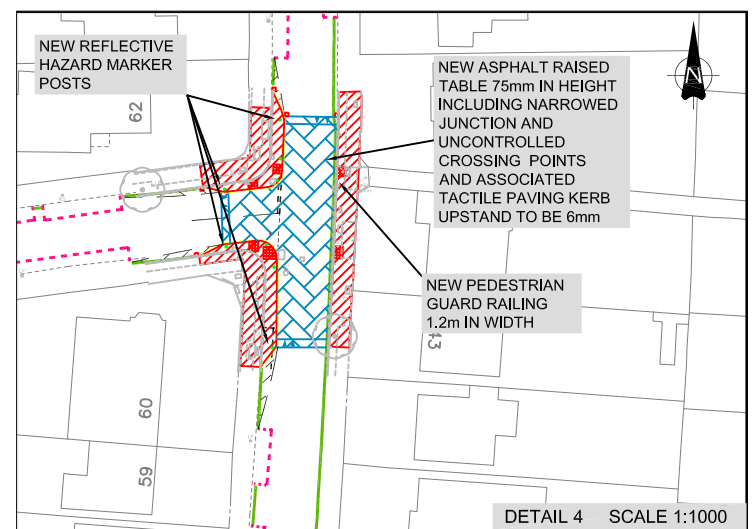 NEW REFLECTIVE
HAZARD MARKER
POSTS
NEW ASPHALT RAISED
TABLE 75mm IN HEIGHT
INCLUDING NARROWED
JUNCTION AND
UNCONTROLLED
CROSSING POINTS
AND ASSOCIATED
TACTILE PAVING KERB
UPSTAND TO BE 6mm
N
62
NEW PEDESTRIAN
GUARD RAILING
1.2m IN WIDTH
43
60
59
DETAIL 4 SCALE 1:1000